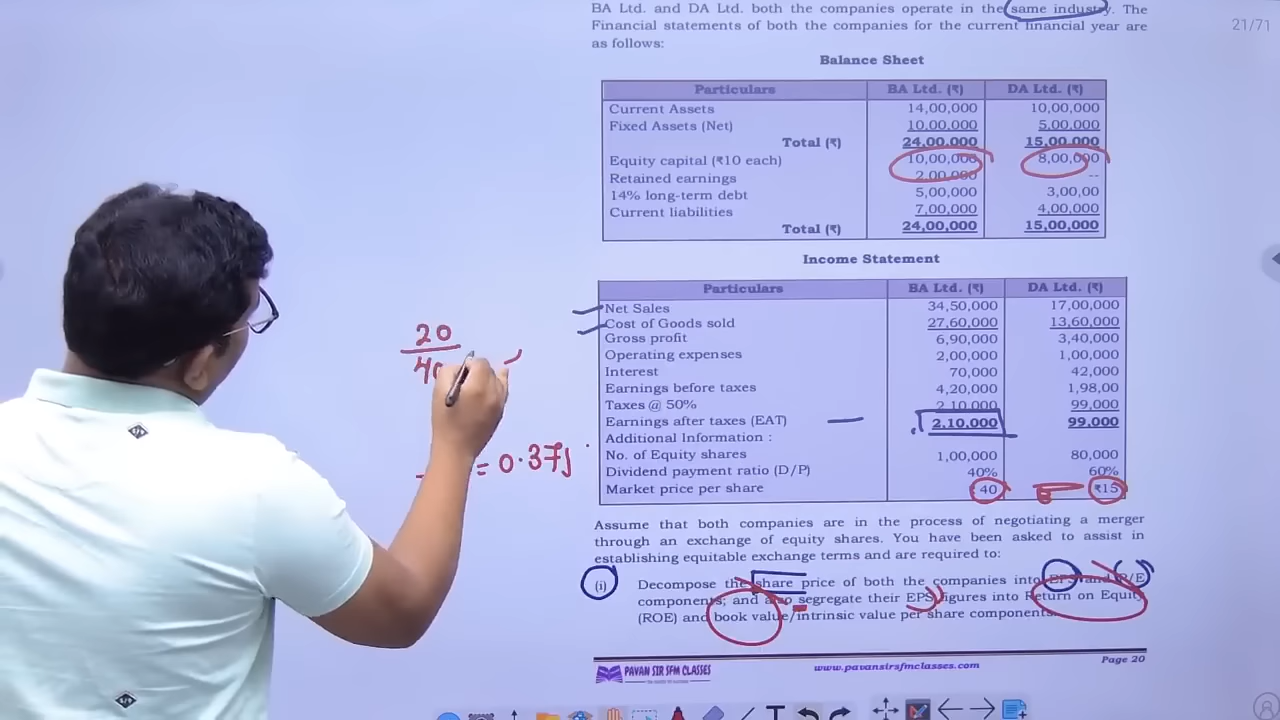 21/71
BA Ltd. and DA Ltd. both the companies operate in the same industry. The
Financial statements of both the companies for the current financial year are
as follows:
Balance Sheet
Particulars BA Ltd. (₹) DA Ltd. (₹)
Current Assets 14,00,000 10,00,000
Fixed Assets (Net) 10,00,000 5,00,000
Total (₹) 24,00,000 15,00,000
Equity capital (₹10 each) 10,00,000 8,00,000
Retained earnings 2,00,000 --
14% long-term debt 5,00,000 3,00,00
Current liabilities 7,00,000 4,00,000
Total (₹) 24,00,000 15,00,000
Income Statement
Particulars BA Ltd. (₹) DA Ltd. (₹)
Net Sales 34,50,000 17,00,000
Cost of Goods sold 27,60,000 13,60,000
Gross profit 6,90,000 3,40,000
Operating expenses 2,00,000 1,00,000
Interest 70,000 42,000
Earnings before taxes 4,20,000 1,98,00
Taxes @ 50% 2,10,000 99,000
Earnings after taxes (EAT) 2,10,000 99,000
Additional Information :
No. of Equity shares 1,00,000 80,000
Dividend payment ratio (D/P) 40% 60%
Market price per share 40 ₹15
20
40
= 0.375
Assume that both companies are in the process of negotiating a merger
through an exchange of equity shares. You have been asked to assist in
establishing equitable exchange terms and are required to:
(i) Decompose the share price of both the companies into EPS and P/E
components; and also segregate their EPS figures into Return on Equity
(ROE) and book value/intrinsic value per share components.
PAVAN SIR SFM CLASSES www.pavansirsfmclasses.com Page 20